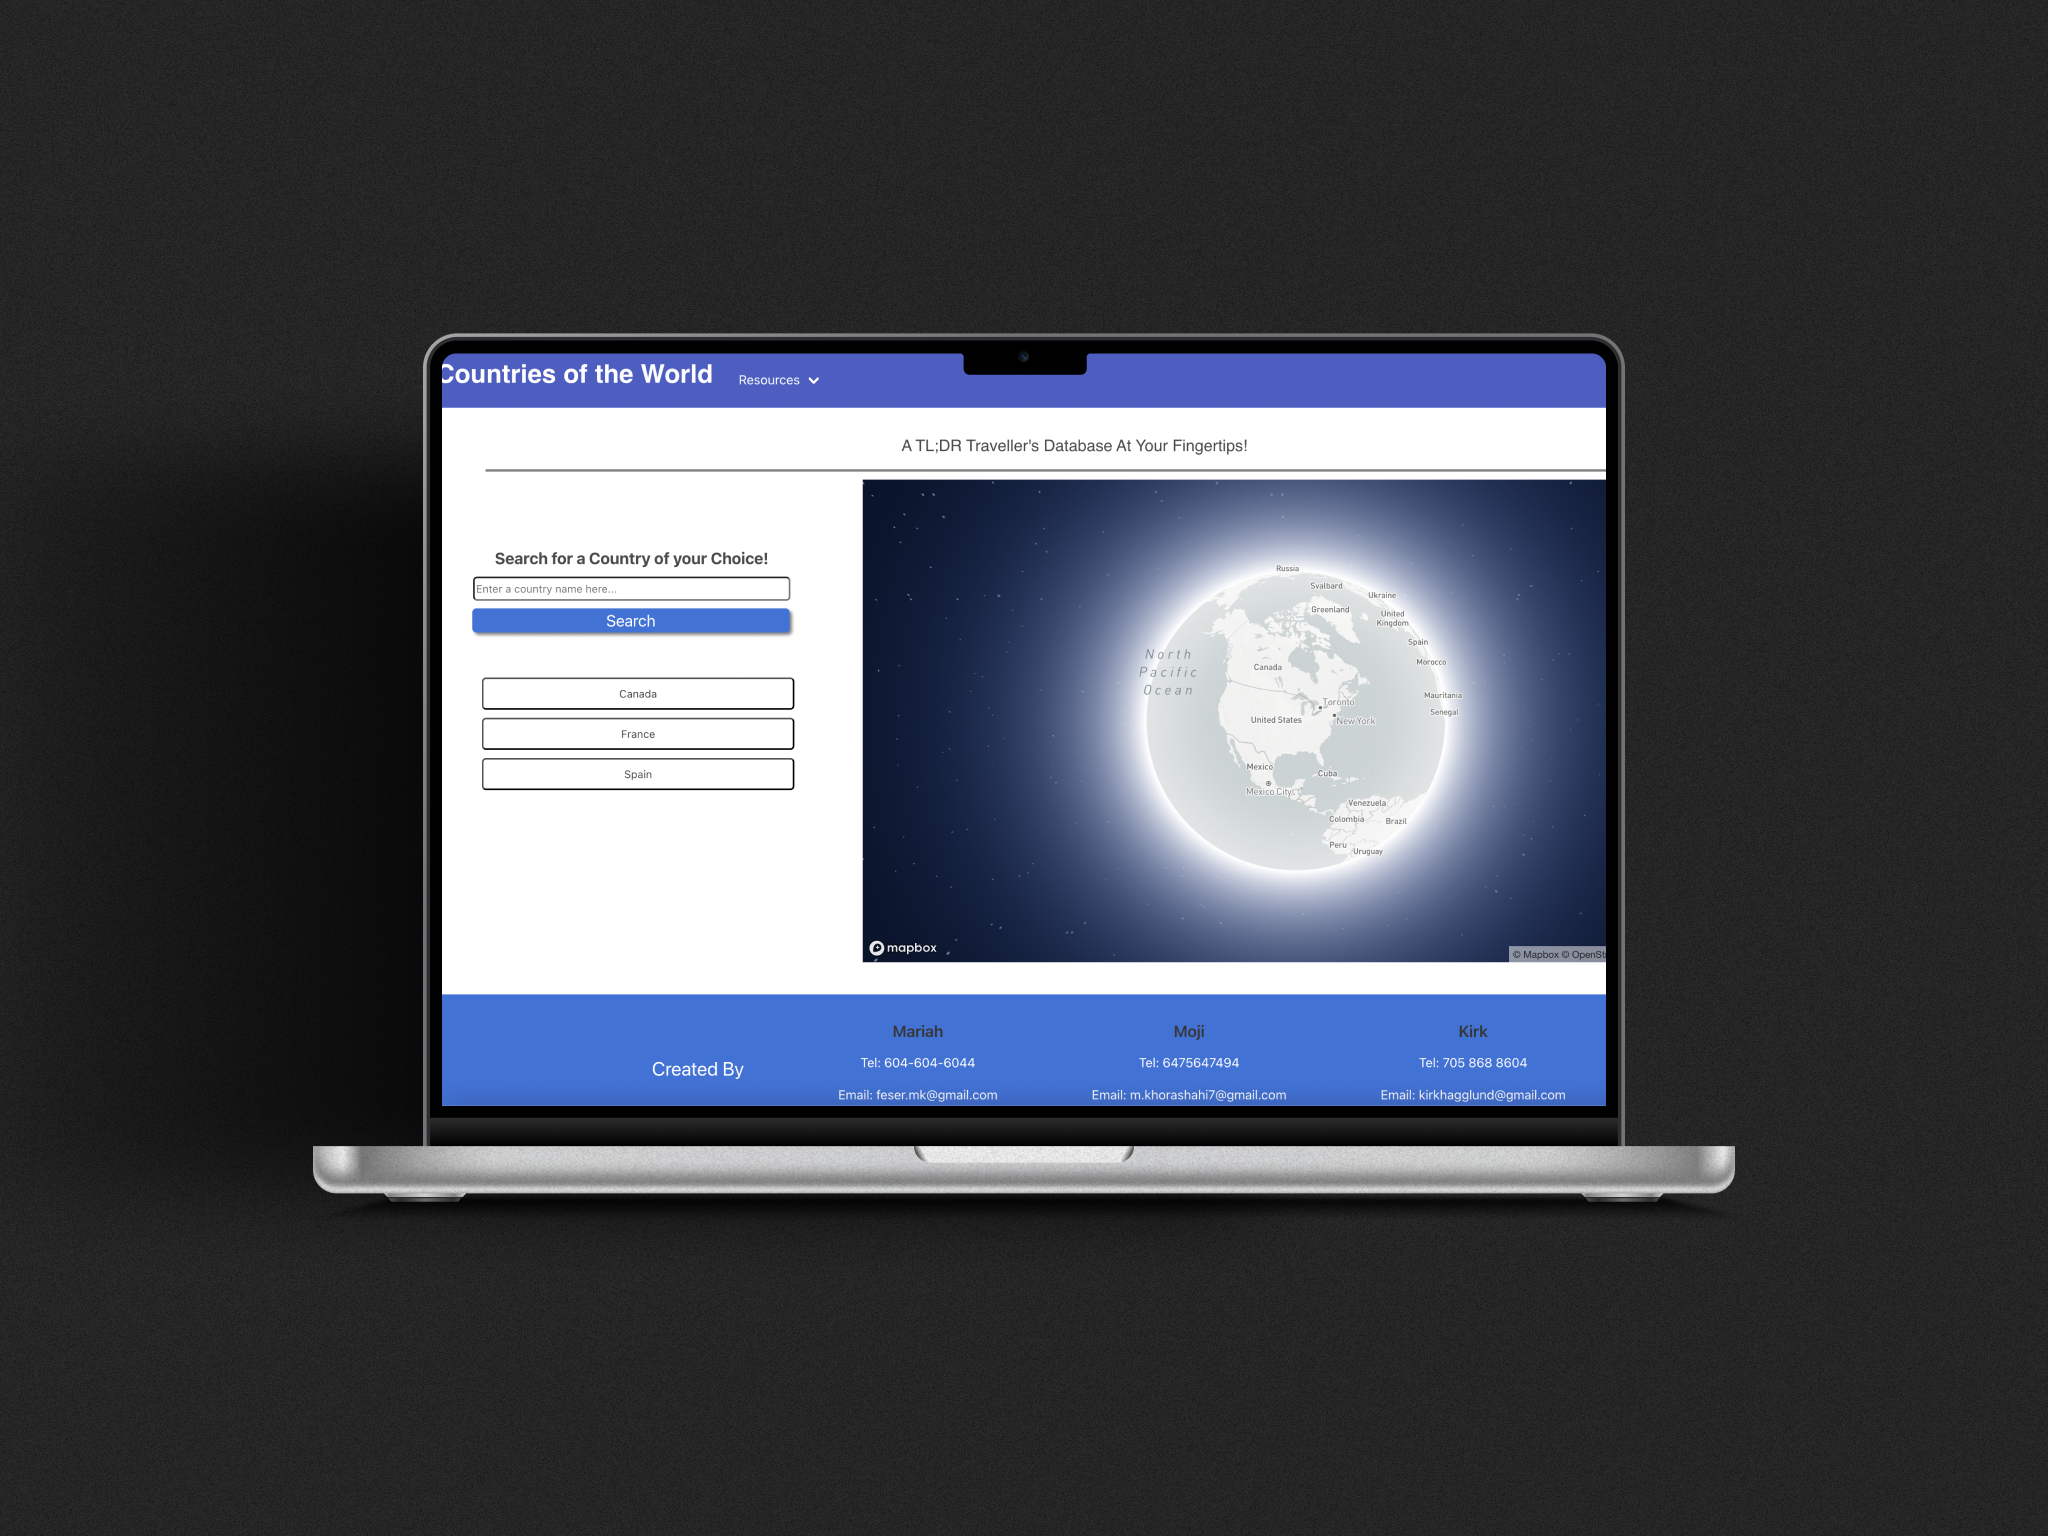 Countries of the World
Resources
A TL;DR Traveller's Database At Your Fingertips!
Search for a Country of your Choice!
Enter a country name here...
Search
Canada
France
Spain
Russia
Svalbard
Ukraine
Greenland
United
Kingdom
Spain
North
Pacific
Ocean
Canada
Morocco
Mauritania
Toronto
Senegal
United States
New York
Mexico
Cuba
Mexico City
Venezuela
Colombia
Brazil
Peru
Uruguay
mapbox
© Mapbox © OpenSt
Created By
Mariah
Tel: 604-604-6044
Email: feser.mk@gmail.com
Moji
Tel: 6475647494
Email: m.khorashahi7@gmail.com
Kirk
Tel: 705 868 8604
Email: kirkhagglund@gmail.com